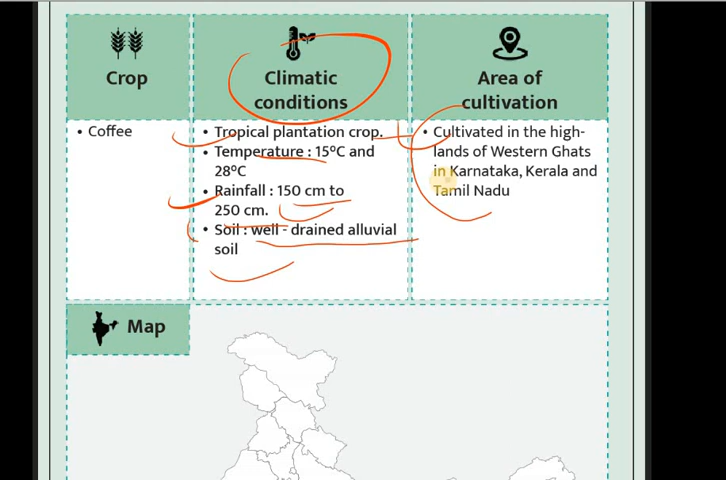 Crop
Climatic
conditions
Area of
cultivation
• Coffee
• Tropical plantation crop.
• Temperature : 15°C and
28°C
• Rainfall : 150 cm to
250 cm.
• Soil : well - drained alluvial
soil
• Cultivated in the high-
lands of Western Ghats
in Karnataka, Kerala and
Tamil Nadu
Map